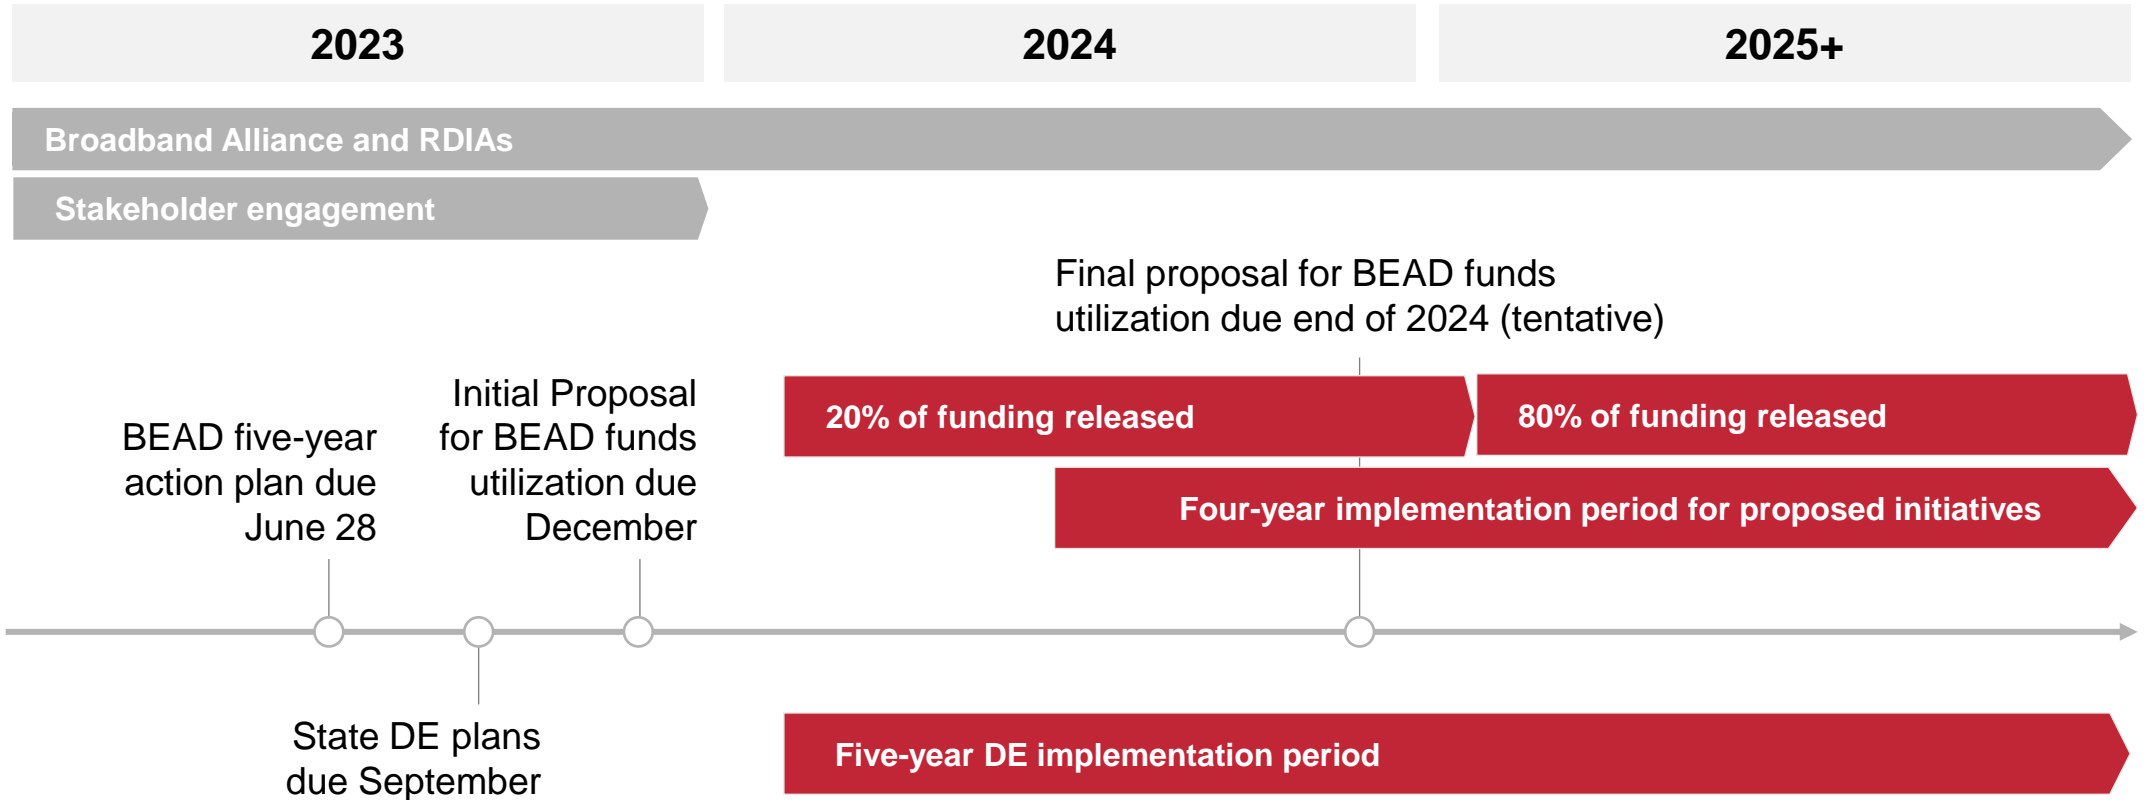 2023
2024
2025+
Broadband Alliance and RDIAs
Stakeholder engagement
Final proposal for BEAD funds
utilization due end of 2024 (tentative)
BEAD five-year
action plan due
June 28
Initial Proposal
for BEAD funds
utilization due
December
20% of funding released
80% of funding released
Four-year implementation period for proposed initiatives
State DE plans
due September
Five-year DE implementation period